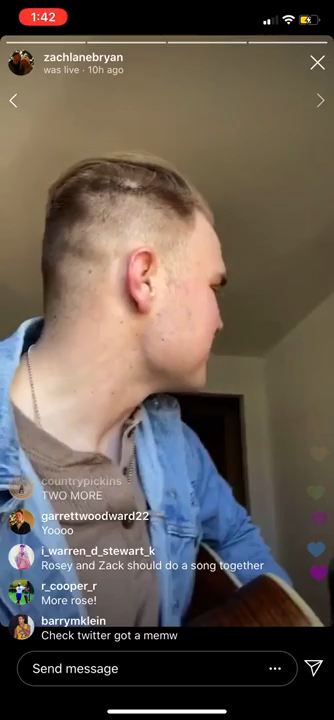 1:42
zachlanebryan
was live · 10h ago
countrypickins
TWO MORE
garrettwoodward22
Yoooo
i_warren_d_stewart_k
Rosey and Zack should do a song together
r_cooper_r
More rose!
barrymklein
Check twitter got a memw
Send message